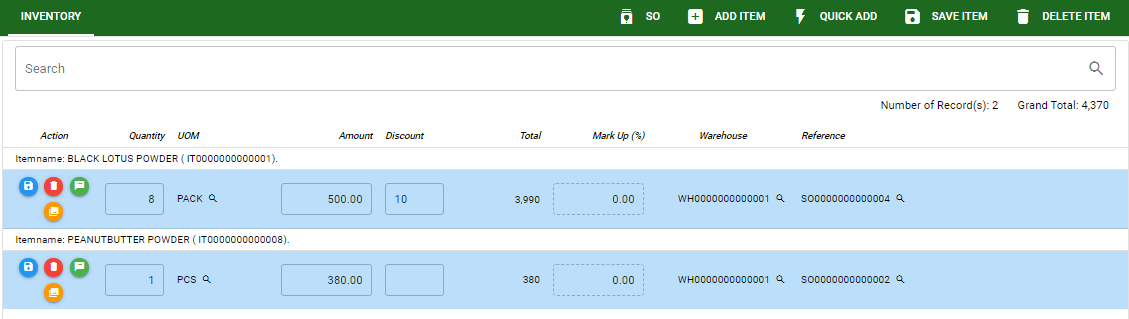 INVENTORY SO ADD ITEM QUICK ADD SAVE ITEM DELETE ITEM
Search
Number of Record(s): 2 Grand Total: 4,370
Action Quantity UOM Amount Discount Total Mark Up (%) Warehouse Reference
Itemname: BLACK LOTUS POWDER ( IT0000000000001).
8 PACK 500.00 10 3,990 0.00 WH0000000000001 SO0000000000004
Itemname: PEANUTBUTTER POWDER ( IT0000000000008).
1 PCS 380.00 380 0.00 WH0000000000001 SO0000000000002